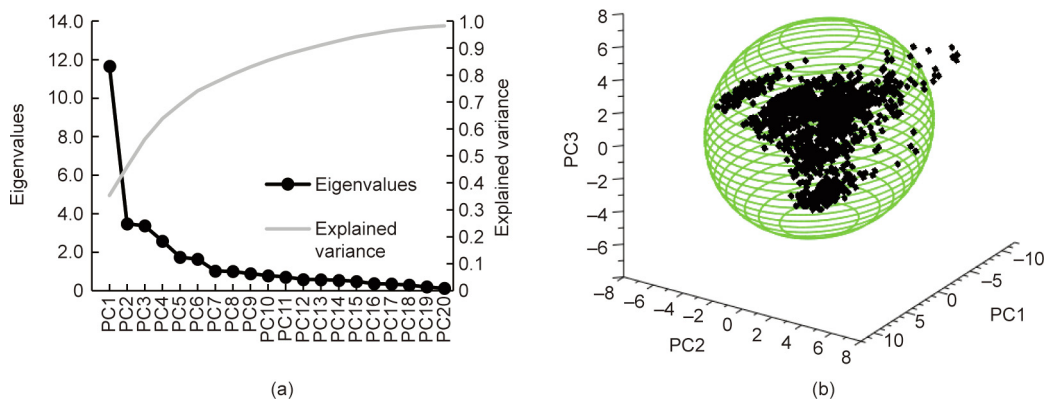 14.0
12.0
10.0
8.0
6.0
4.0
2.0
0
Eigenvalues
1.0
0.9
0.8
0.7
0.6
0.5
0.4
0.3
0.2
0.1
0
Explained variance
Eigenvalues
Explained
variance
PC1
PC2
PC3
PC4
PC5
PC6
PC7
PC8
PC9
PC10
PC11
PC12
PC13
PC14
PC15
PC16
PC17
PC18
PC19
PC20
(a)
8
6
4
2
0
−2
−4
−6
−8
PC3
−8
−6
−4
−2
0
2
4
6
8
PC2
10
5
0
−5
−10
PC1
(b)